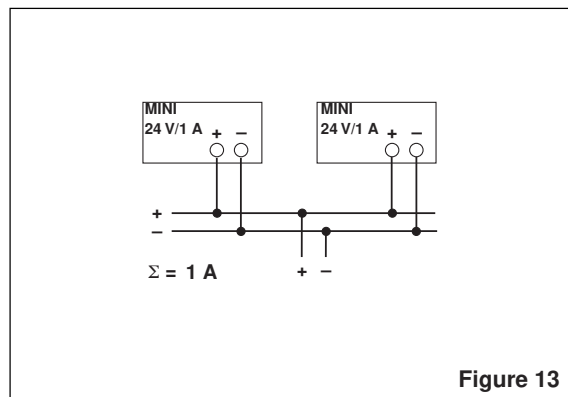 MINI
24 V/1 A + –
MINI
24 V/1 A + –
+
–
Σ = 1 A
+ –
Figure 13